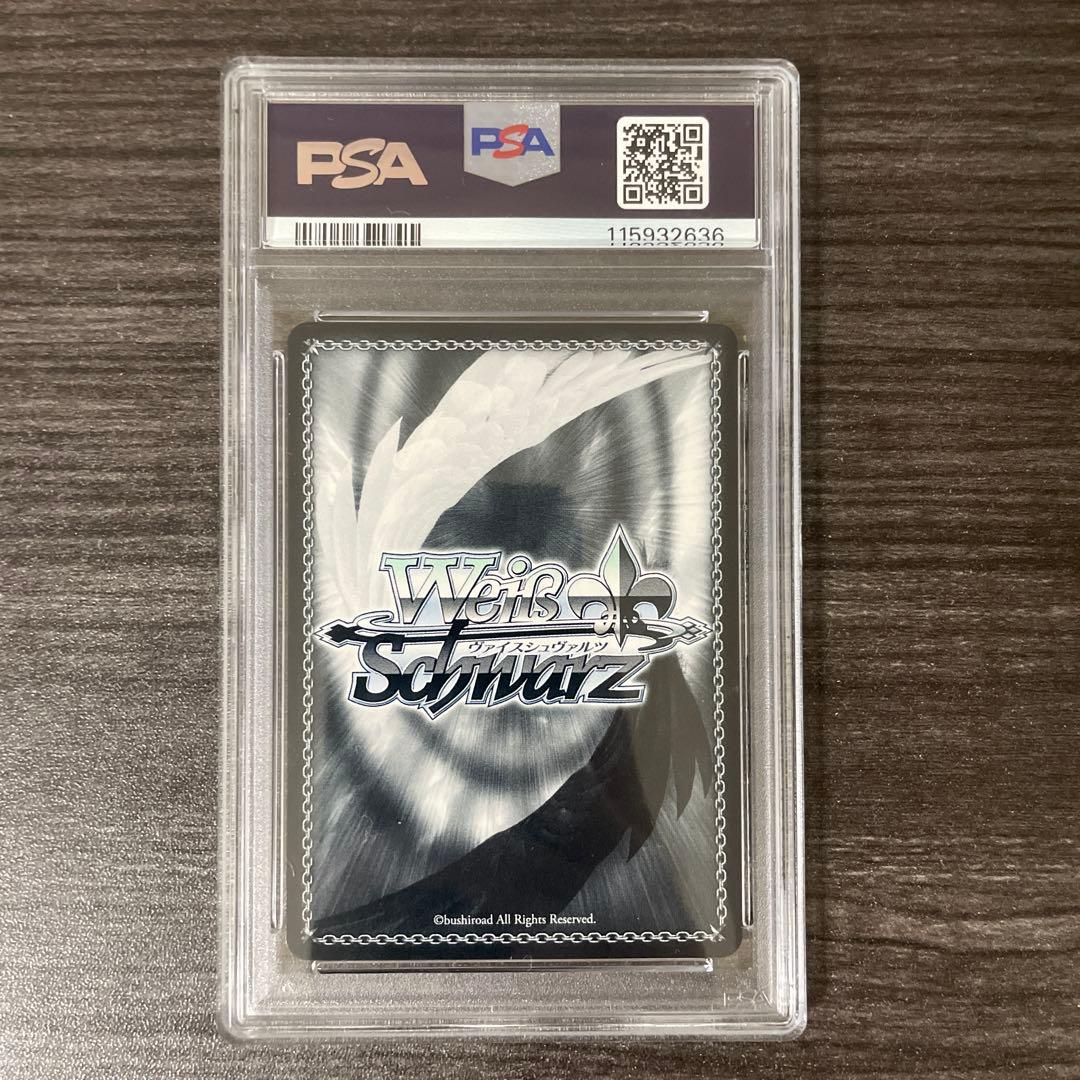 PSA
PSA
115932636
Weiß
ヴァイスシュヴァルツ
Schwarz
©bushiroad All Rights Reserved.